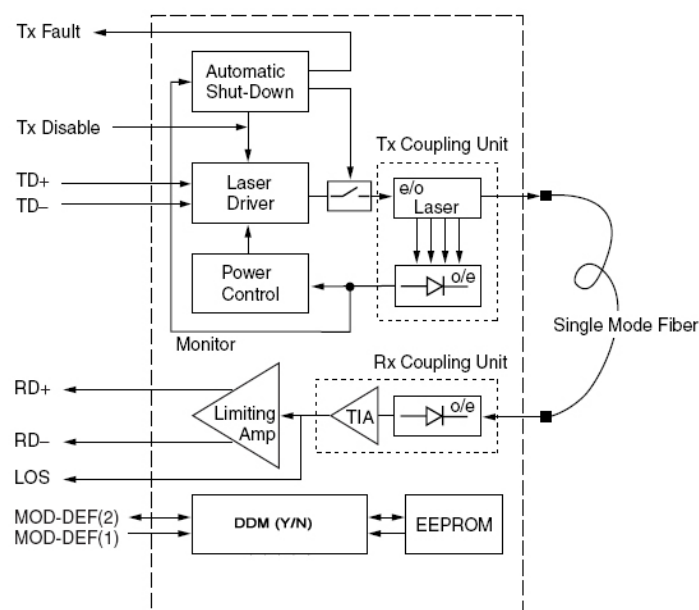 Tx Fault
Automatic
Shut-Down
Tx Disable
Tx Coupling Unit
TD+
TD–
Laser
Driver
e/o
Laser
Power
Control
o/e
Monitor
Single Mode Fiber
Rx Coupling Unit
RD+
RD–
Limiting
Amp
TIA
o/e
LOS
MOD-DEF(2)
MOD-DEF(1)
DDM (Y/N)
EEPROM